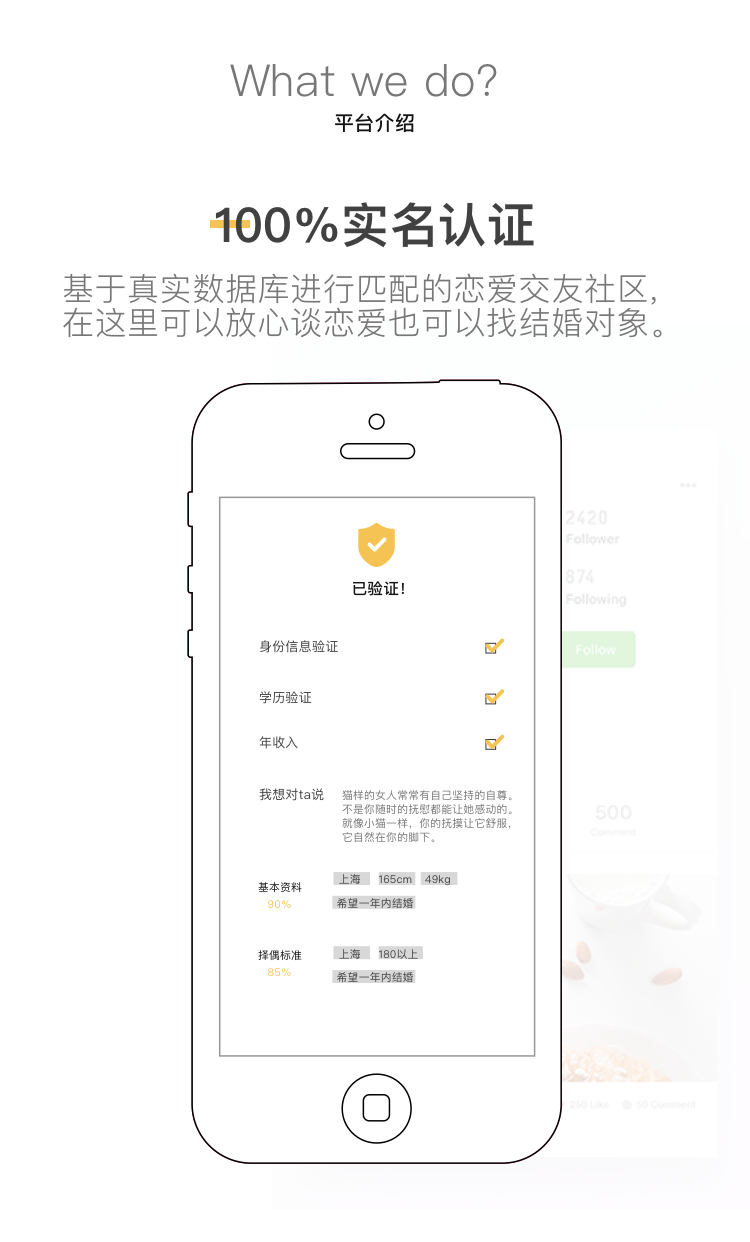 What we do?
平台介绍
100%实名认证
基于真实数据库进行匹配的恋爱交友社区,
在这里可以放心谈恋爱也可以找结婚对象。
已验证!
身份信息验证
学历验证
年收入
我想对ta说
猫样的女人常常有自己坚持的自尊。
不是你随时的抚慰都能让她感动的。
就像小猫一样，你的抚摸让它舒服,
它自然在你的脚下。
基本资料
90%
上海 165cm 49kg
希望一年内结婚
择偶标准
85%
上海 180以上
希望一年内结婚
2420
Follower
874
Following
Follow
500
Comment
250 Like 50 Comment